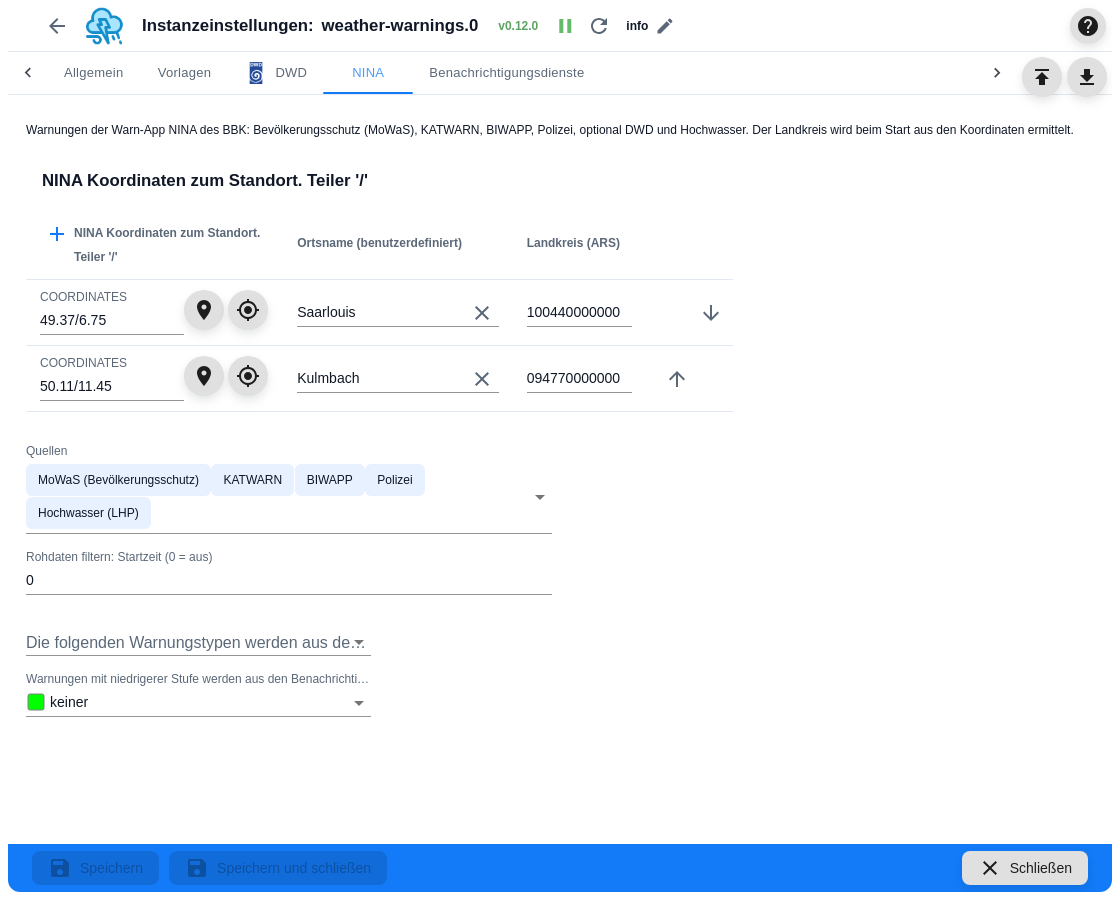 Instanzeinstellungen: weather-warnings.0 v0.12.0 info
Allgemein Vorlagen DWD DWD NINA Benachrichtigungsdienste
Warnungen der Warn-App NINA des BBK: Bevölkerungsschutz (MoWaS), KATWARN, BIWAPP, Polizei, optional DWD und Hochwasser. Der Landkreis wird beim Start aus den Koordinaten ermittelt.
NINA Koordinaten zum Standort. Teiler '/'
NINA Koordinaten zum Standort.
Teiler '/'
Ortsname (benutzerdefiniert) Landkreis (ARS)
COORDINATES
49.37/6.75 Saarlouis 100440000000
COORDINATES
50.11/11.45 Kulmbach 094770000000
Quellen
MoWaS (Bevölkerungsschutz) KATWARN BIWAPP Polizei
Hochwasser (LHP)
Rohdaten filtern: Startzeit (0 = aus)
0
Die folgenden Warnungstypen werden aus de…
Warnungen mit niedrigerer Stufe werden aus den Benachrichti…
keiner
Speichern Speichern und schließen Schließen